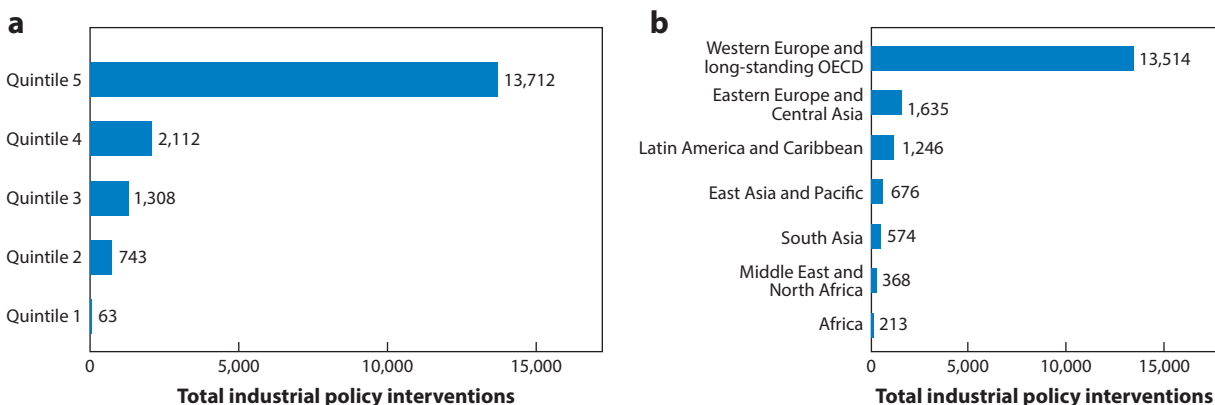 a
Quintile 5
13,712
Quintile 4
2,112
Quintile 3
1,308
Quintile 2
743
Quintile 1
63
0
5,000
10,000
15,000
Total industrial policy interventions
b
Western Europe and
long-standing OECD
13,514
Eastern Europe and
Central Asia
1,635
Latin America and Caribbean
1,246
East Asia and Pacific
676
South Asia
574
Middle East and
North Africa
368
Africa
213
0
5,000
10,000
15,000
Total industrial policy interventions